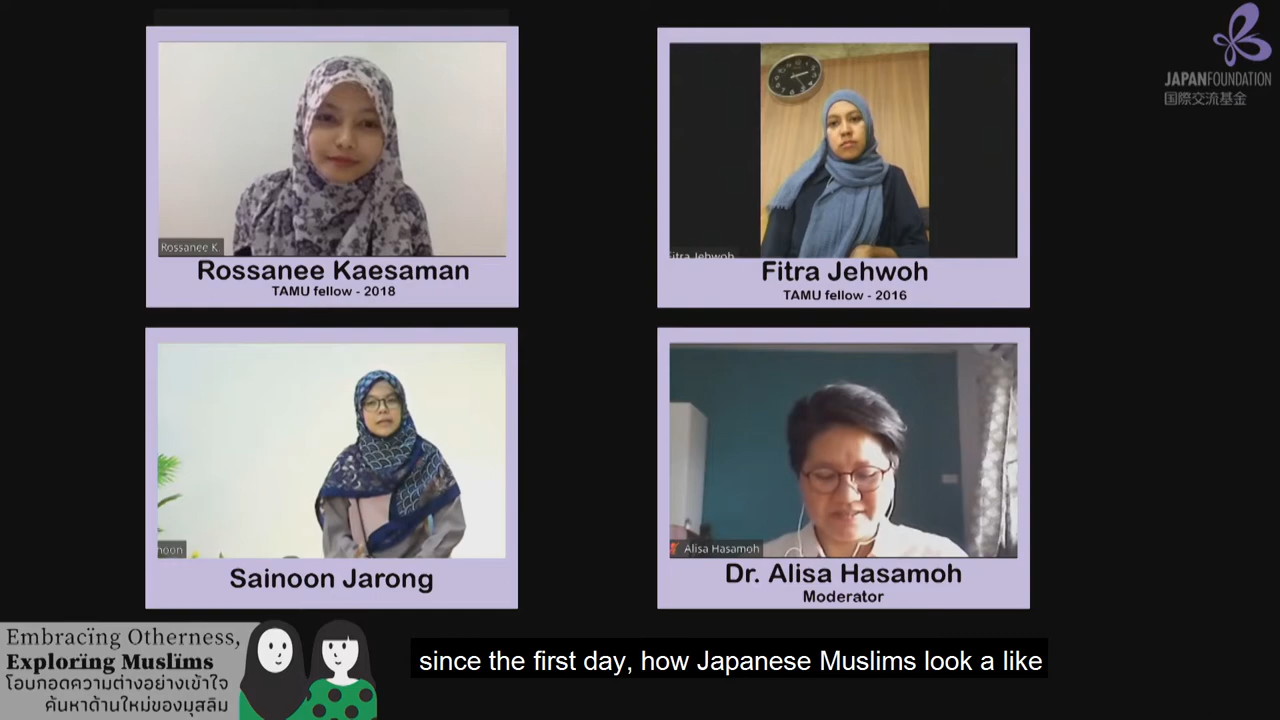 JAPANFOUNDATION
国際交流基金
Rossanee K.
Rossanee Kaesaman
TAMU fellow - 2018
Fitra Jehwoh
TAMU fellow - 2016
noon
Sainoon Jarong
Alisa Hasamoh
Dr. Alisa Hasamoh
Moderator
Embracing Otherness,
Exploring Muslims
โอบกอดความต่างอย่างเข้าใจ
ค้นหาด้านใหม่ของมุสลิม
since the first day, how Japanese Muslims look a like